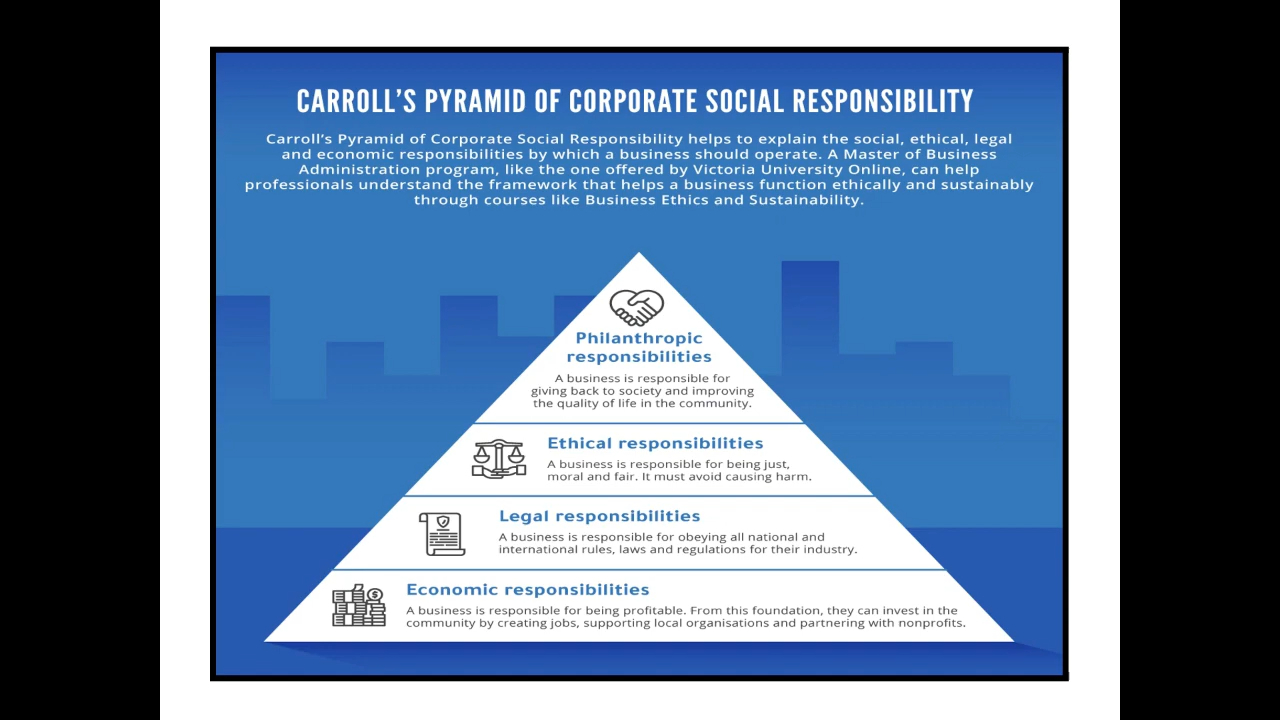 CARROLL'S PYRAMID OF CORPORATE SOCIAL RESPONSIBILITY
Carroll's Pyramid of Corporate Social Responsibility helps to explain the social, ethical, legal
and economic responsibilities by which a business should operate. A Master of Business
Administration program, like the one offered by Victoria University Online, can help
professionals understand the framework that helps a business function ethically and sustainably
through courses like Business Ethics and Sustainability.
Philanthropic
responsibilities
A business is responsible for
giving back to society and improving
the quality of life in the community.
Ethical responsibilities
A business is responsible for being just,
moral and fair. It must avoid causing harm.
Legal responsibilities
A business is responsible for obeying all national and
international rules, laws and regulations for their industry.
$
Economic responsibilities
A business is responsible for being profitable. From this foundation, they can invest in the
community by creating jobs, supporting local organisations and partnering with nonprofits.